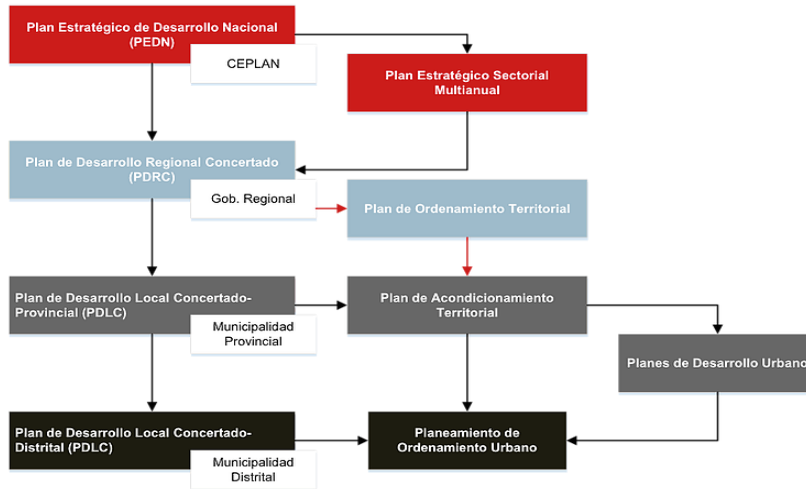 Plan Estratégico de Desarrollo Nacional
(PEDN)
CEPLAN
Plan Estratégico Sectorial
Multianual
Plan de Desarrollo Regional Concertado
(PDRC)
Gob. Regional
Plan de Ordenamiento Territorial
Plan de Desarrollo Local Concertado-
Provincial (PDLC)
Municipalidad
Provincial
Plan de Acondicionamiento
Territorial
Planes de Desarrollo Urbano
Plan de Desarrollo Local Concertado-
Distrital (PDLC)
Municipalidad
Distrital
Planeamiento de
Ordenamiento Urbano